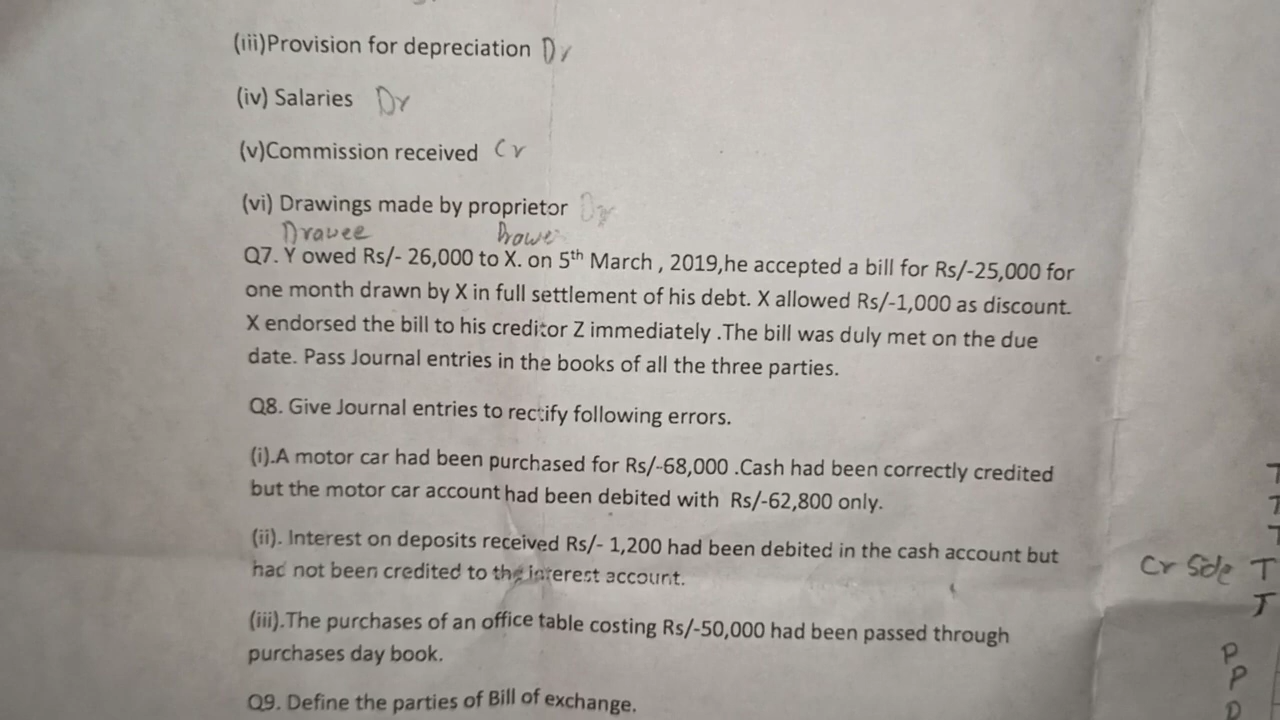 (iii)Provision for depreciation Dr
(iv) Salaries Dr
(v)Commission received Cr
(vi) Drawings made by proprietor Dr
Dravee
Q7. Y owed Rs/- 26,000 to X. on 5th March , 2019,he accepted a bill for Rs/-25,000 for
one month drawn by X in full settlement of his debt. X allowed Rs/-1,000 as discount.
X endorsed the bill to his creditor Z immediately .The bill was duly met on the due
date. Pass Journal entries in the books of all the three parties.
Q8. Give Journal entries to rectify following errors.
(i).A motor car had been purchased for Rs/-68,000 .Cash had been correctly credited
but the motor car account had been debited with Rs/-62,800 only.
(ii). Interest on deposits received Rs/- 1,200 had been debited in the cash account but
had not been credited to the interest account.
Cr Side T
T
(iii).The purchases of an office table costing Rs/-50,000 had been passed through
purchases day book.
P
P
Q9. Define the parties of Bill of exchange.